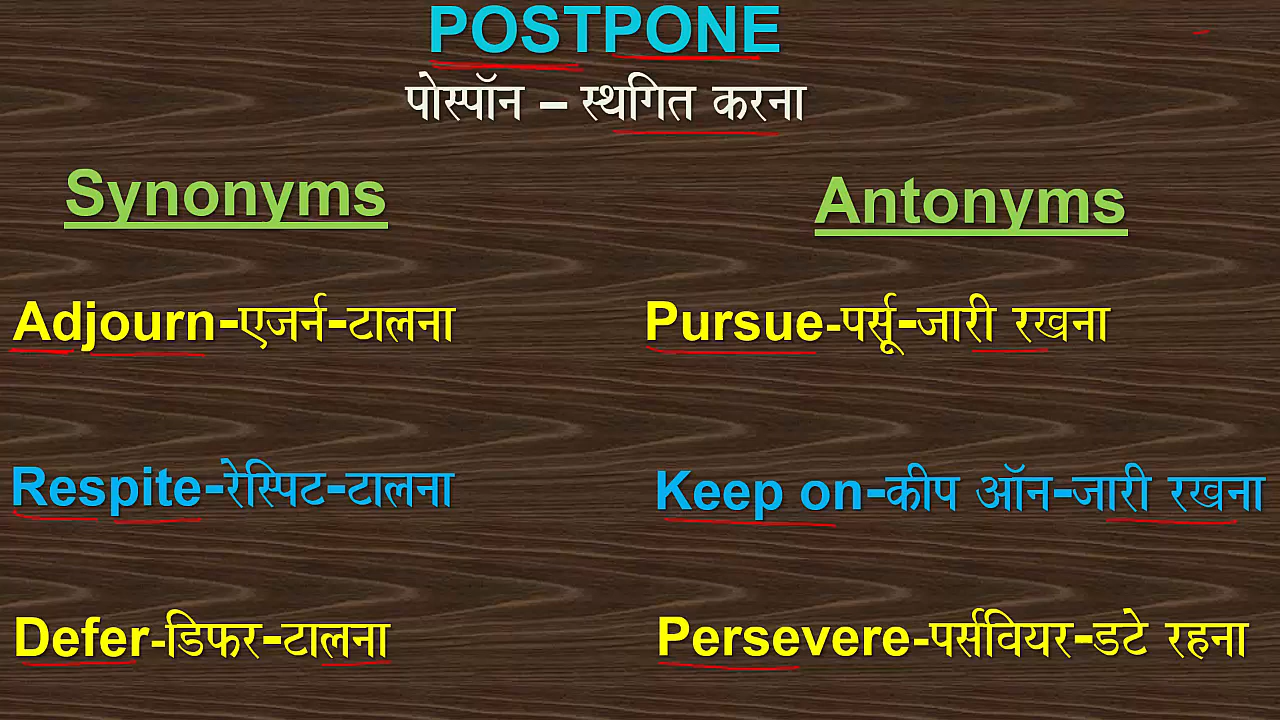 POSTPONE
पोस्पॉन – स्थगित करना
Synonyms
Antonyms
Adjourn-एजर्न-टालना
Pursue-पर्सू-जारी रखना
Respite-रेस्पिट-टालना
Keep on-कीप ऑन-जारी रखना
Defer-डिफर-टालना
Persevere-पर्सवियर-डटे रहना